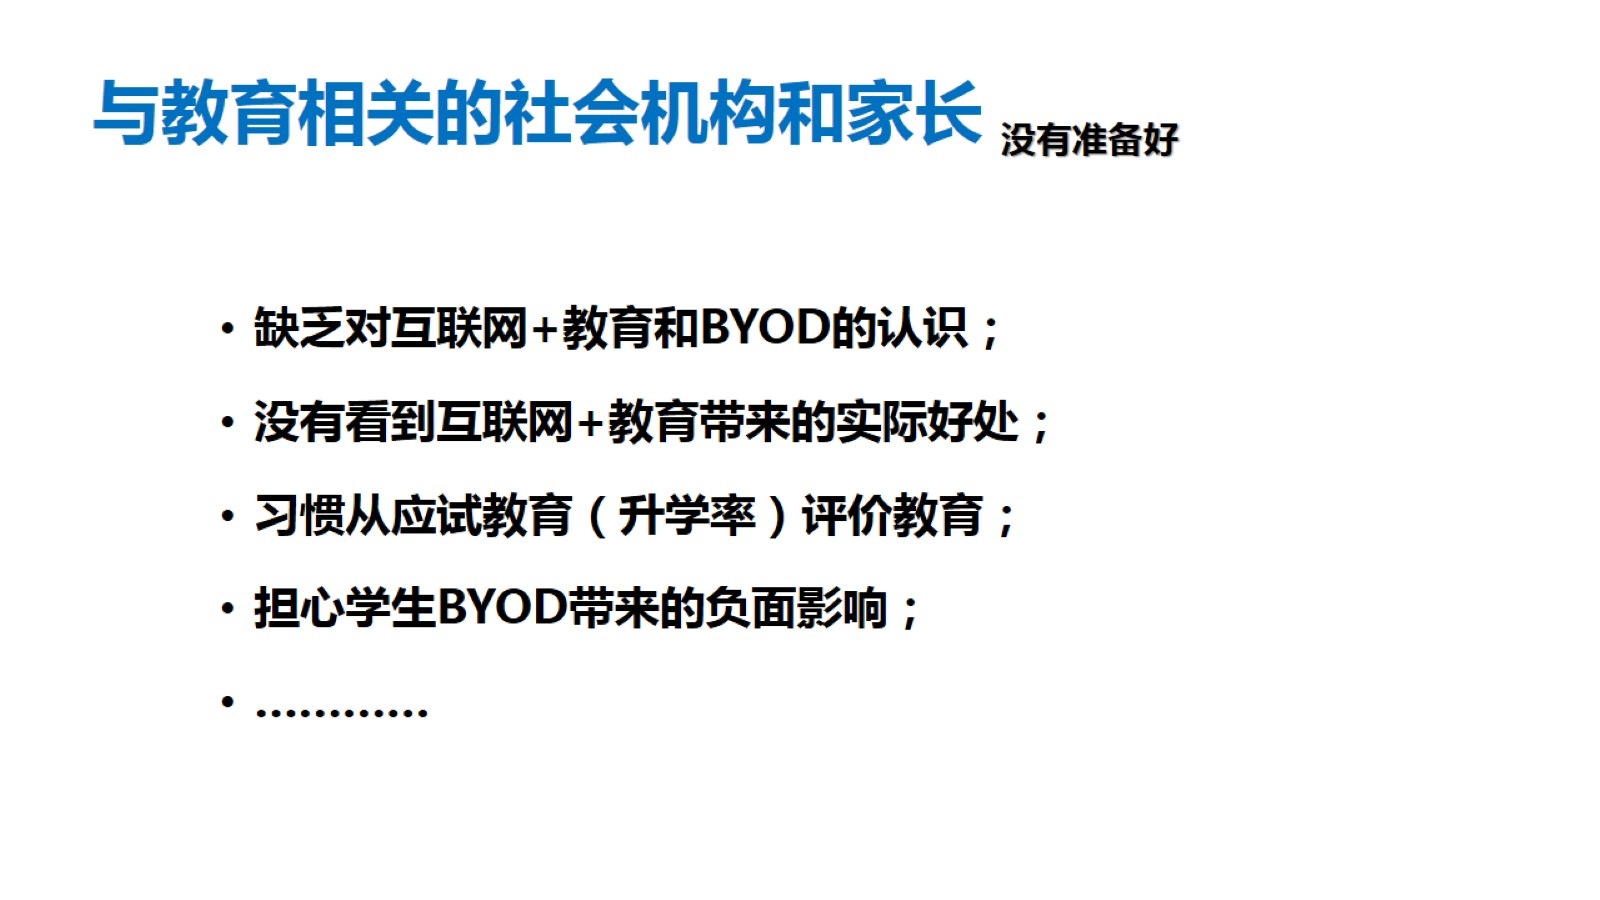 与教育相关的社会机构和家长 没有准备好
• 缺乏对互联网+教育和BYOD的认识；
• 没有看到互联网+教育带来的实际好处；
• 习惯从应试教育（升学率）评价教育；
• 担心学生BYOD带来的负面影响；
• …………